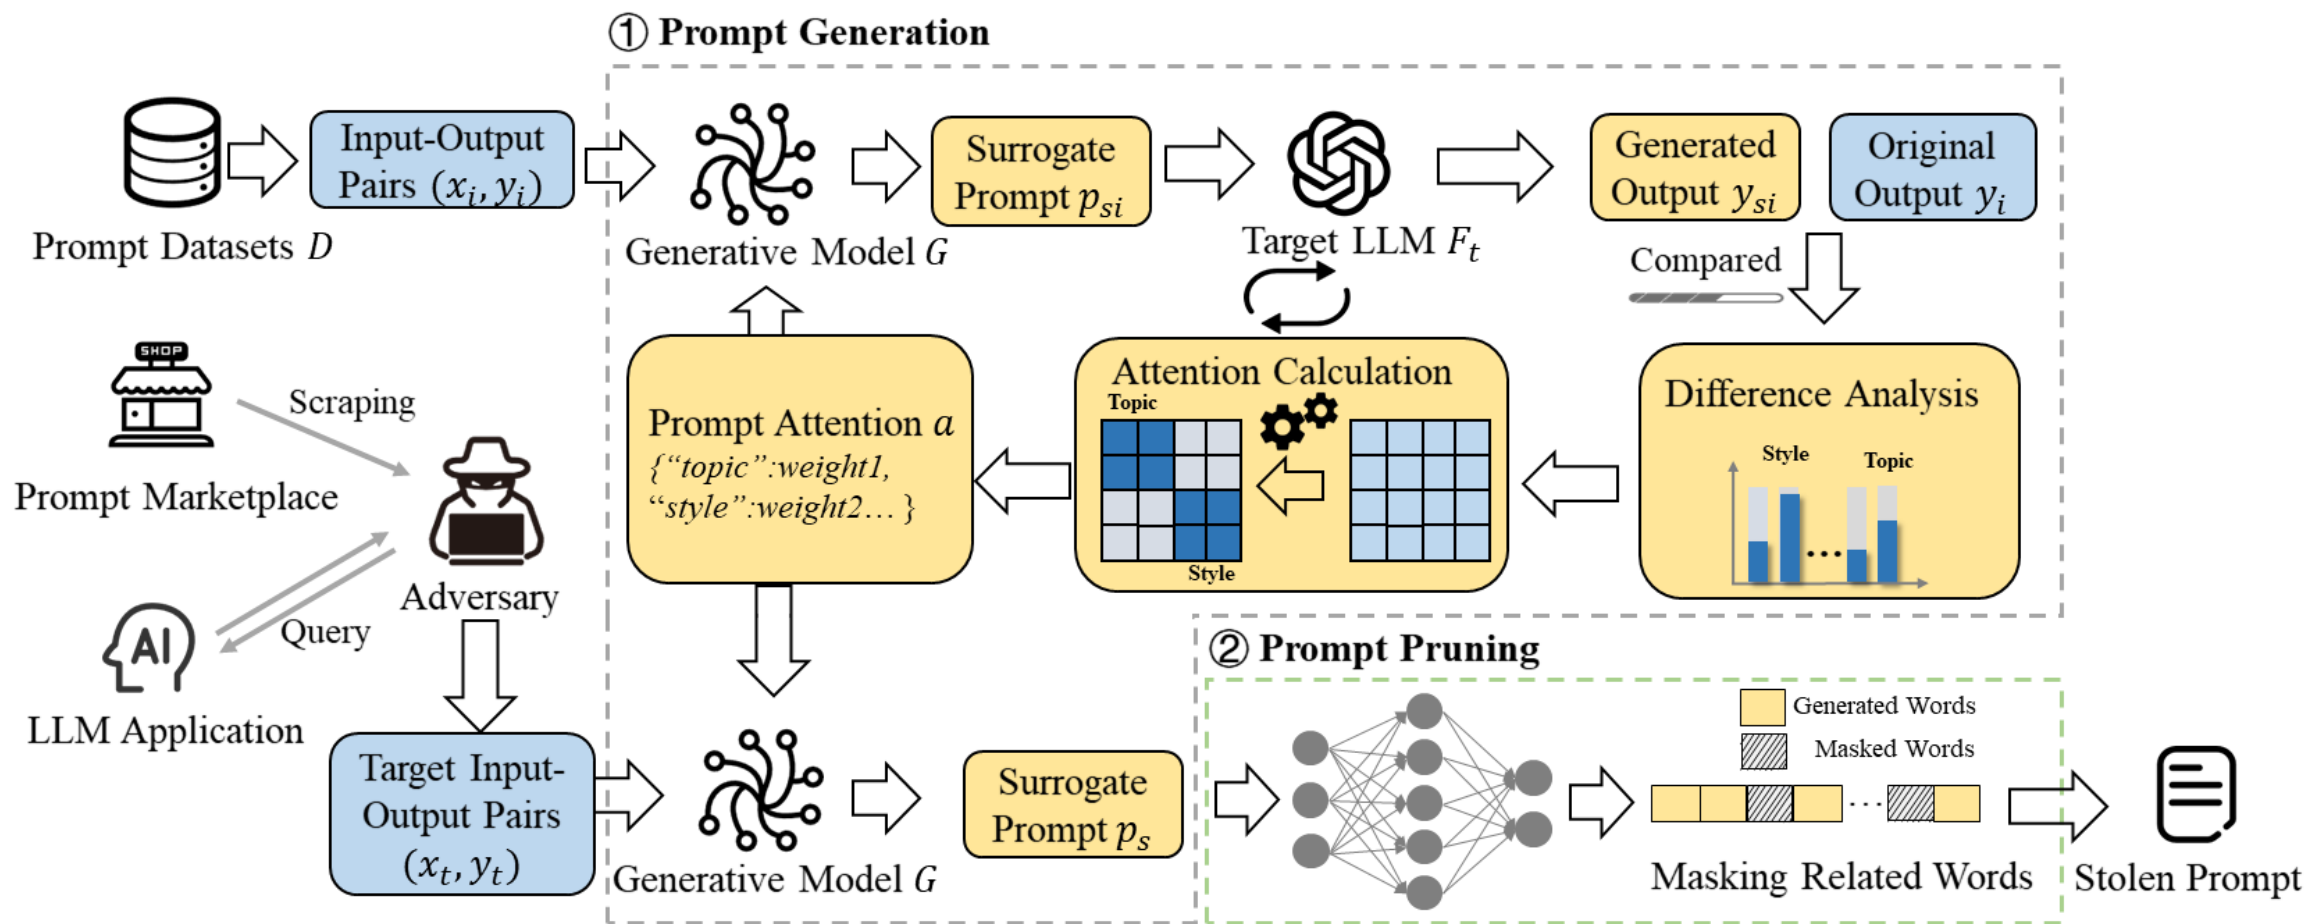 ① Prompt Generation
Input-Output
Pairs (xᵢ, yᵢ)
Prompt Datasets D
Generative Model G
Surrogate
Prompt pₛᵢ
Target LLM Fₜ
Generated
Output yₛᵢ
Original
Output yᵢ
Compared
SHOP
Scraping
Prompt Marketplace
Adversary
AI
Query
LLM Application
Prompt Attention a
{“topic”:weight1,
“style”:weight2… }
Attention Calculation
Topic
Style
Difference Analysis
Style
Topic
...
Target Input-
Output Pairs
(xₜ, yₜ)
Generative Model G
Surrogate
Prompt pₛ
② Prompt Pruning
Generated Words
Masked Words
...
Masking Related Words
Stolen Prompt